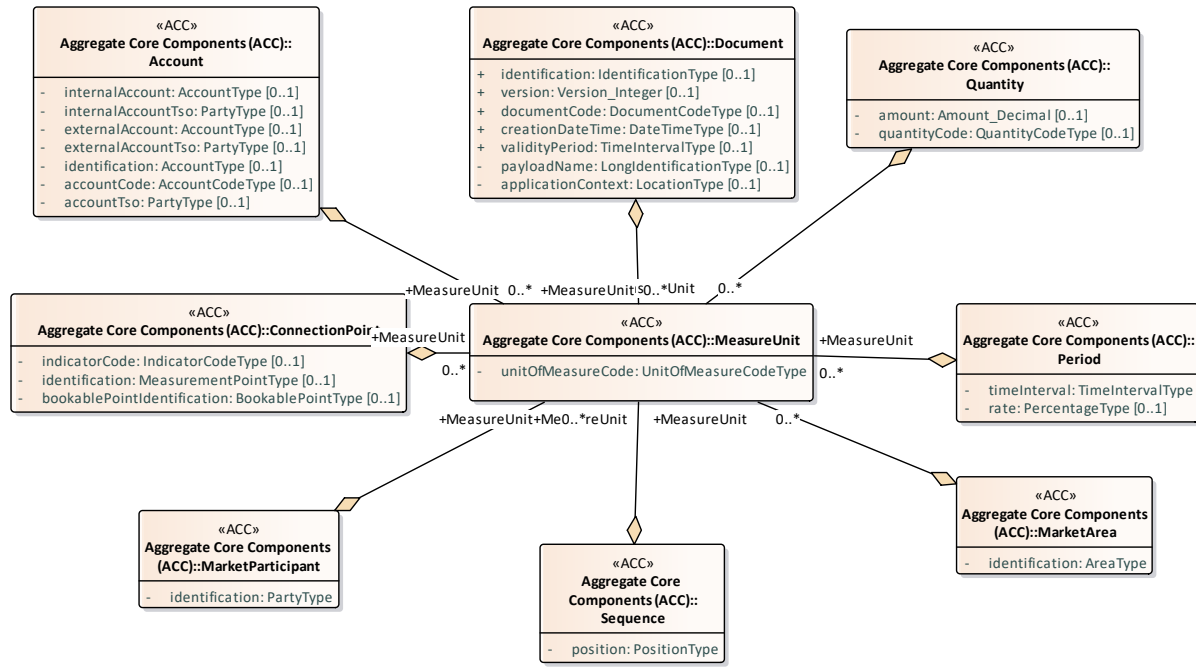 «ACC»
Aggregate Core Components (ACC)::
Account
- internalAccount: AccountType [0..1]
- internalAccountTso: PartyType [0..1]
- externalAccount: AccountType [0..1]
- externalAccountTso: PartyType [0..1]
- identification: AccountType [0..1]
- accountCode: AccountCodeType [0..1]
- accountTso: PartyType [0..1]
«ACC»
Aggregate Core Components (ACC)::Document
+ identification: IdentificationType [0..1]
+ version: Version_Integer [0..1]
+ documentCode: DocumentCodeType [0..1]
+ creationDateTime: DateTimeType [0..1]
+ validityPeriod: TimeIntervalType [0..1]
- payloadName: LongIdentificationType [0..1]
- applicationContext: LocationType [0..1]
«ACC»
Aggregate Core Components (ACC)::
Quantity
- amount: Amount_Decimal [0..1]
- quantityCode: QuantityCodeType [0..1]
+MeasureUnit 0..* +MeasureUnit 0..* Unit 0..*
«ACC»
Aggregate Core Components (ACC)::ConnectionPoint
- indicatorCode: IndicatorCodeType [0..1]
- identification: MeasurementPointType [0..1]
- bookablePointIdentification: BookablePointType [0..1]
+MeasureUnit
0..*
«ACC»
Aggregate Core Components (ACC)::MeasureUnit
- unitOfMeasureCode: UnitOfMeasureCodeType
+MeasureUnit
0..*
«ACC»
Aggregate Core Components (ACC)::
Period
- timeInterval: TimeIntervalType
- rate: PercentageType [0..1]
+MeasureUnit +Me0..*reUnit +MeasureUnit 0..*
«ACC»
Aggregate Core Components
(ACC)::MarketParticipant
- identification: PartyType
«ACC»
Aggregate Core
Components (ACC)::
Sequence
- position: PositionType
«ACC»
Aggregate Core Components
(ACC)::MarketArea
- identification: AreaType